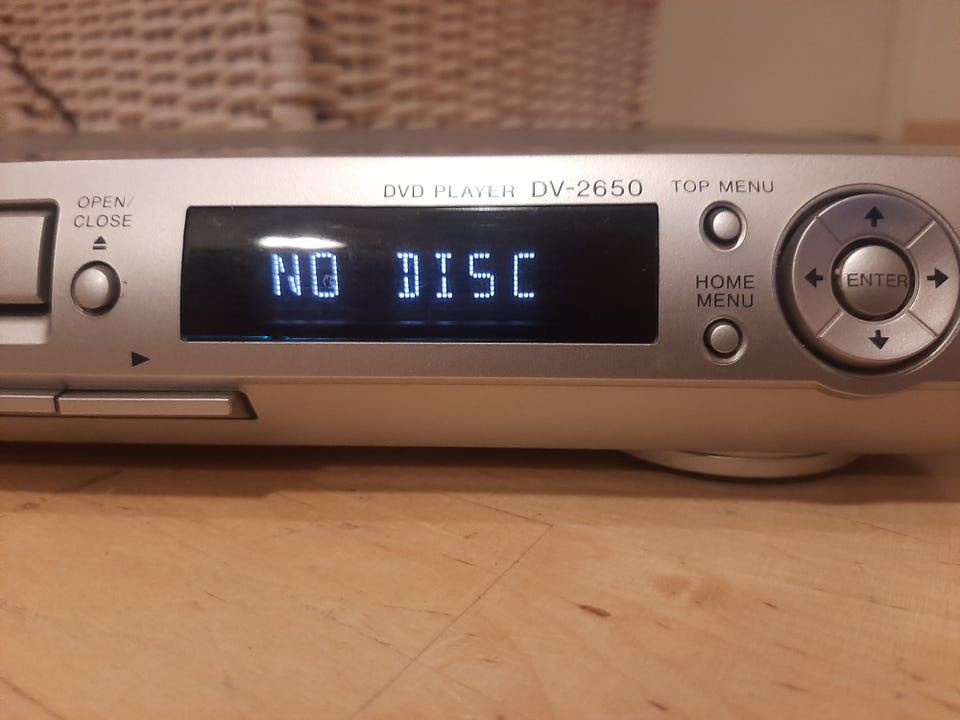 DVD PLAYER DV-2650
TOP MENU
OPEN/
CLOSE
NO DISC
HOME
MENU
ENTER